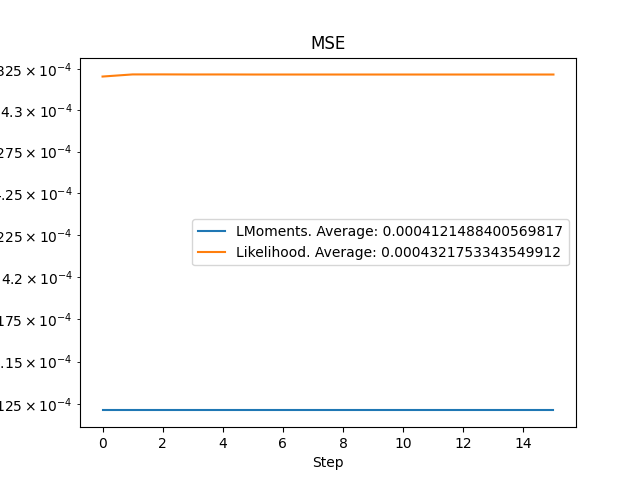 MSE
325 × 10⁻⁴
4.3 × 10⁻⁴
275 × 10⁻⁴
.25 × 10⁻⁴
225 × 10⁻⁴
4.2 × 10⁻⁴
175 × 10⁻⁴
.15 × 10⁻⁴
125 × 10⁻⁴
LMoments. Average: 0.0004121488400569817
Likelihood. Average: 0.0004321753343549912
0 2 4 6 8 10 12 14
Step